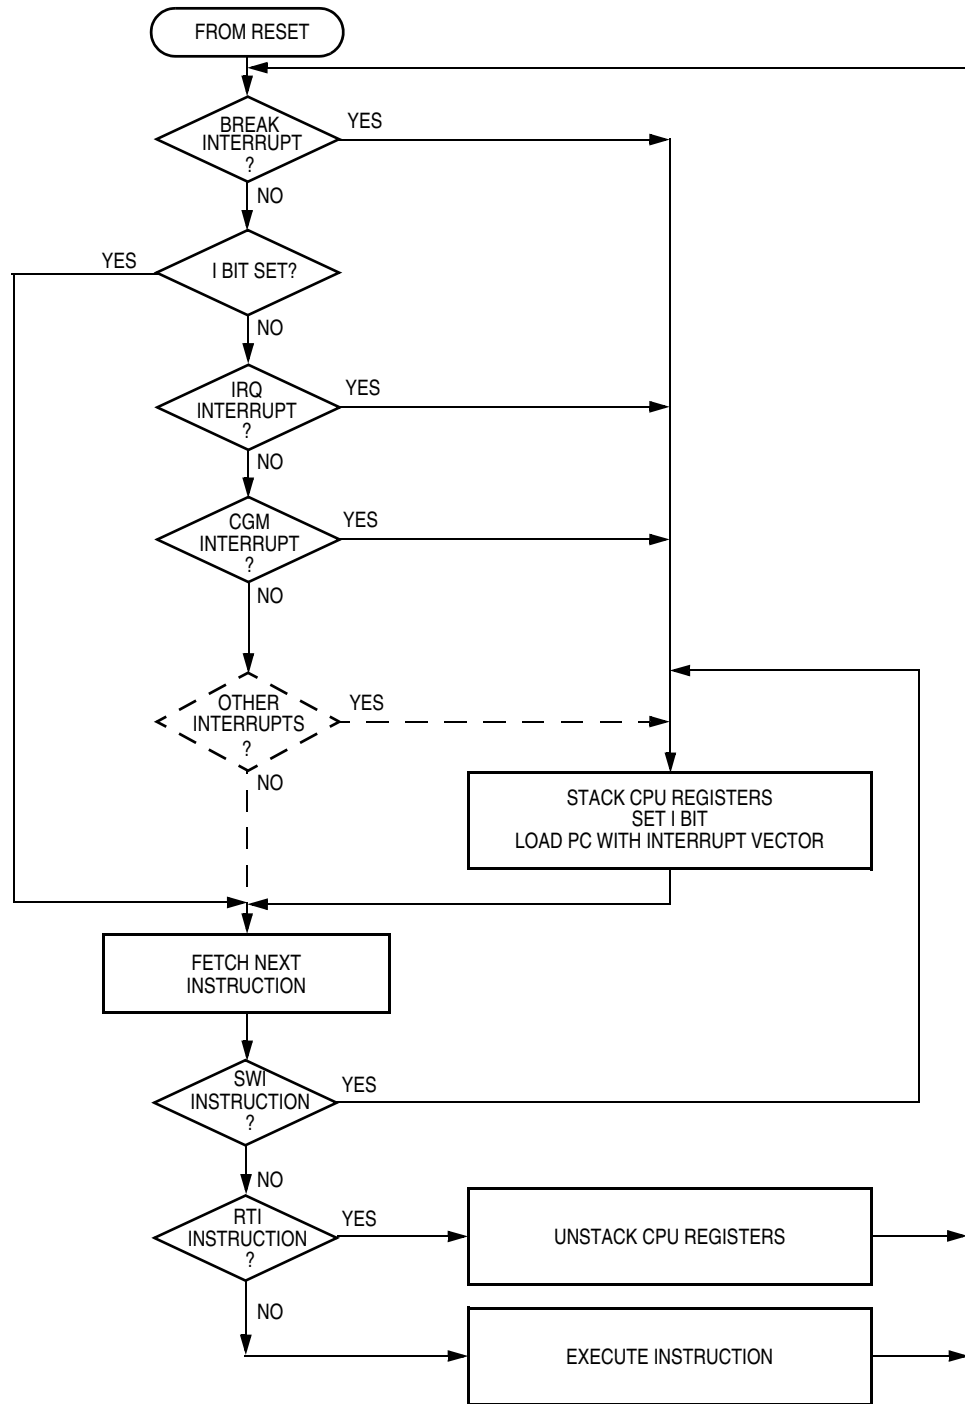 FROM RESET
BREAK
INTERRUPT
?
YES
NO
YES
I BIT SET?
NO
IRQ
INTERRUPT
?
YES
NO
CGM
INTERRUPT
?
YES
NO
OTHER
INTERRUPTS
?
YES
NO
STACK CPU REGISTERS
SET I BIT
LOAD PC WITH INTERRUPT VECTOR
FETCH NEXT
INSTRUCTION
SWI
INSTRUCTION
?
YES
NO
RTI
INSTRUCTION
?
YES
UNSTACK CPU REGISTERS
NO
EXECUTE INSTRUCTION